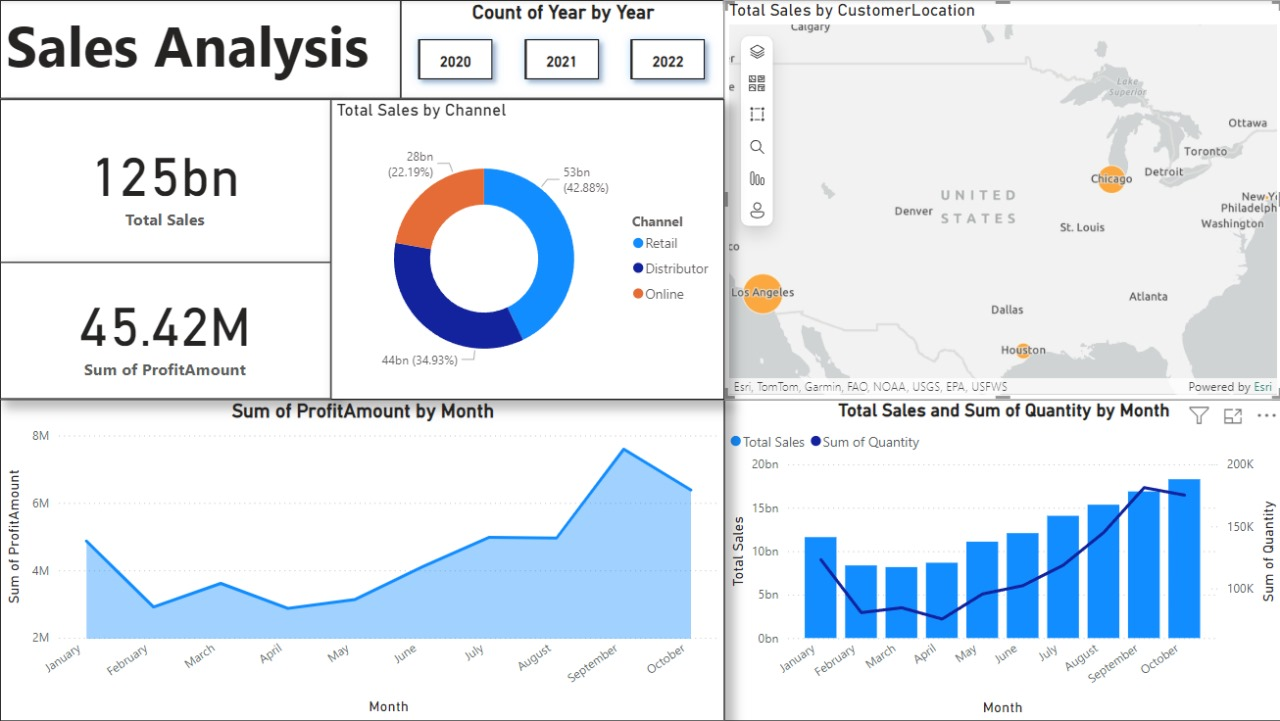 Sales Analysis
Count of Year by Year
2020
2021
2022
125bn
Total Sales
45.42M
Sum of ProfitAmount
Total Sales by Channel
28bn
(22.19%)
53bn
(42.88%)
44bn (34.93%)
Channel
Retail
Distributor
Online
Total Sales by CustomerLocation
Calgary
Lake
Superior
Ottawa
Toronto
Chicago
Detroit
UNITED
STATES
Denver
New Y
Philadelph
Washington
St. Louis
Los Angeles
Dallas
Atlanta
Houston
Esri, TomTom, Garmin, FAO, NOAA, USGS, EPA, USFWS
Powered by Esri
Sum of ProfitAmount by Month
Sum of ProfitAmount
8M
6M
4M
2M
January
February
March
April
May
June
July
August
September
October
Month
Total Sales and Sum of Quantity by Month
Total Sales
Sum of Quantity
Total Sales
20bn
15bn
10bn
5bn
0bn
200K
150K
100K
Sum of Quantity
January
February
March
April
May
June
July
August
September
October
Month